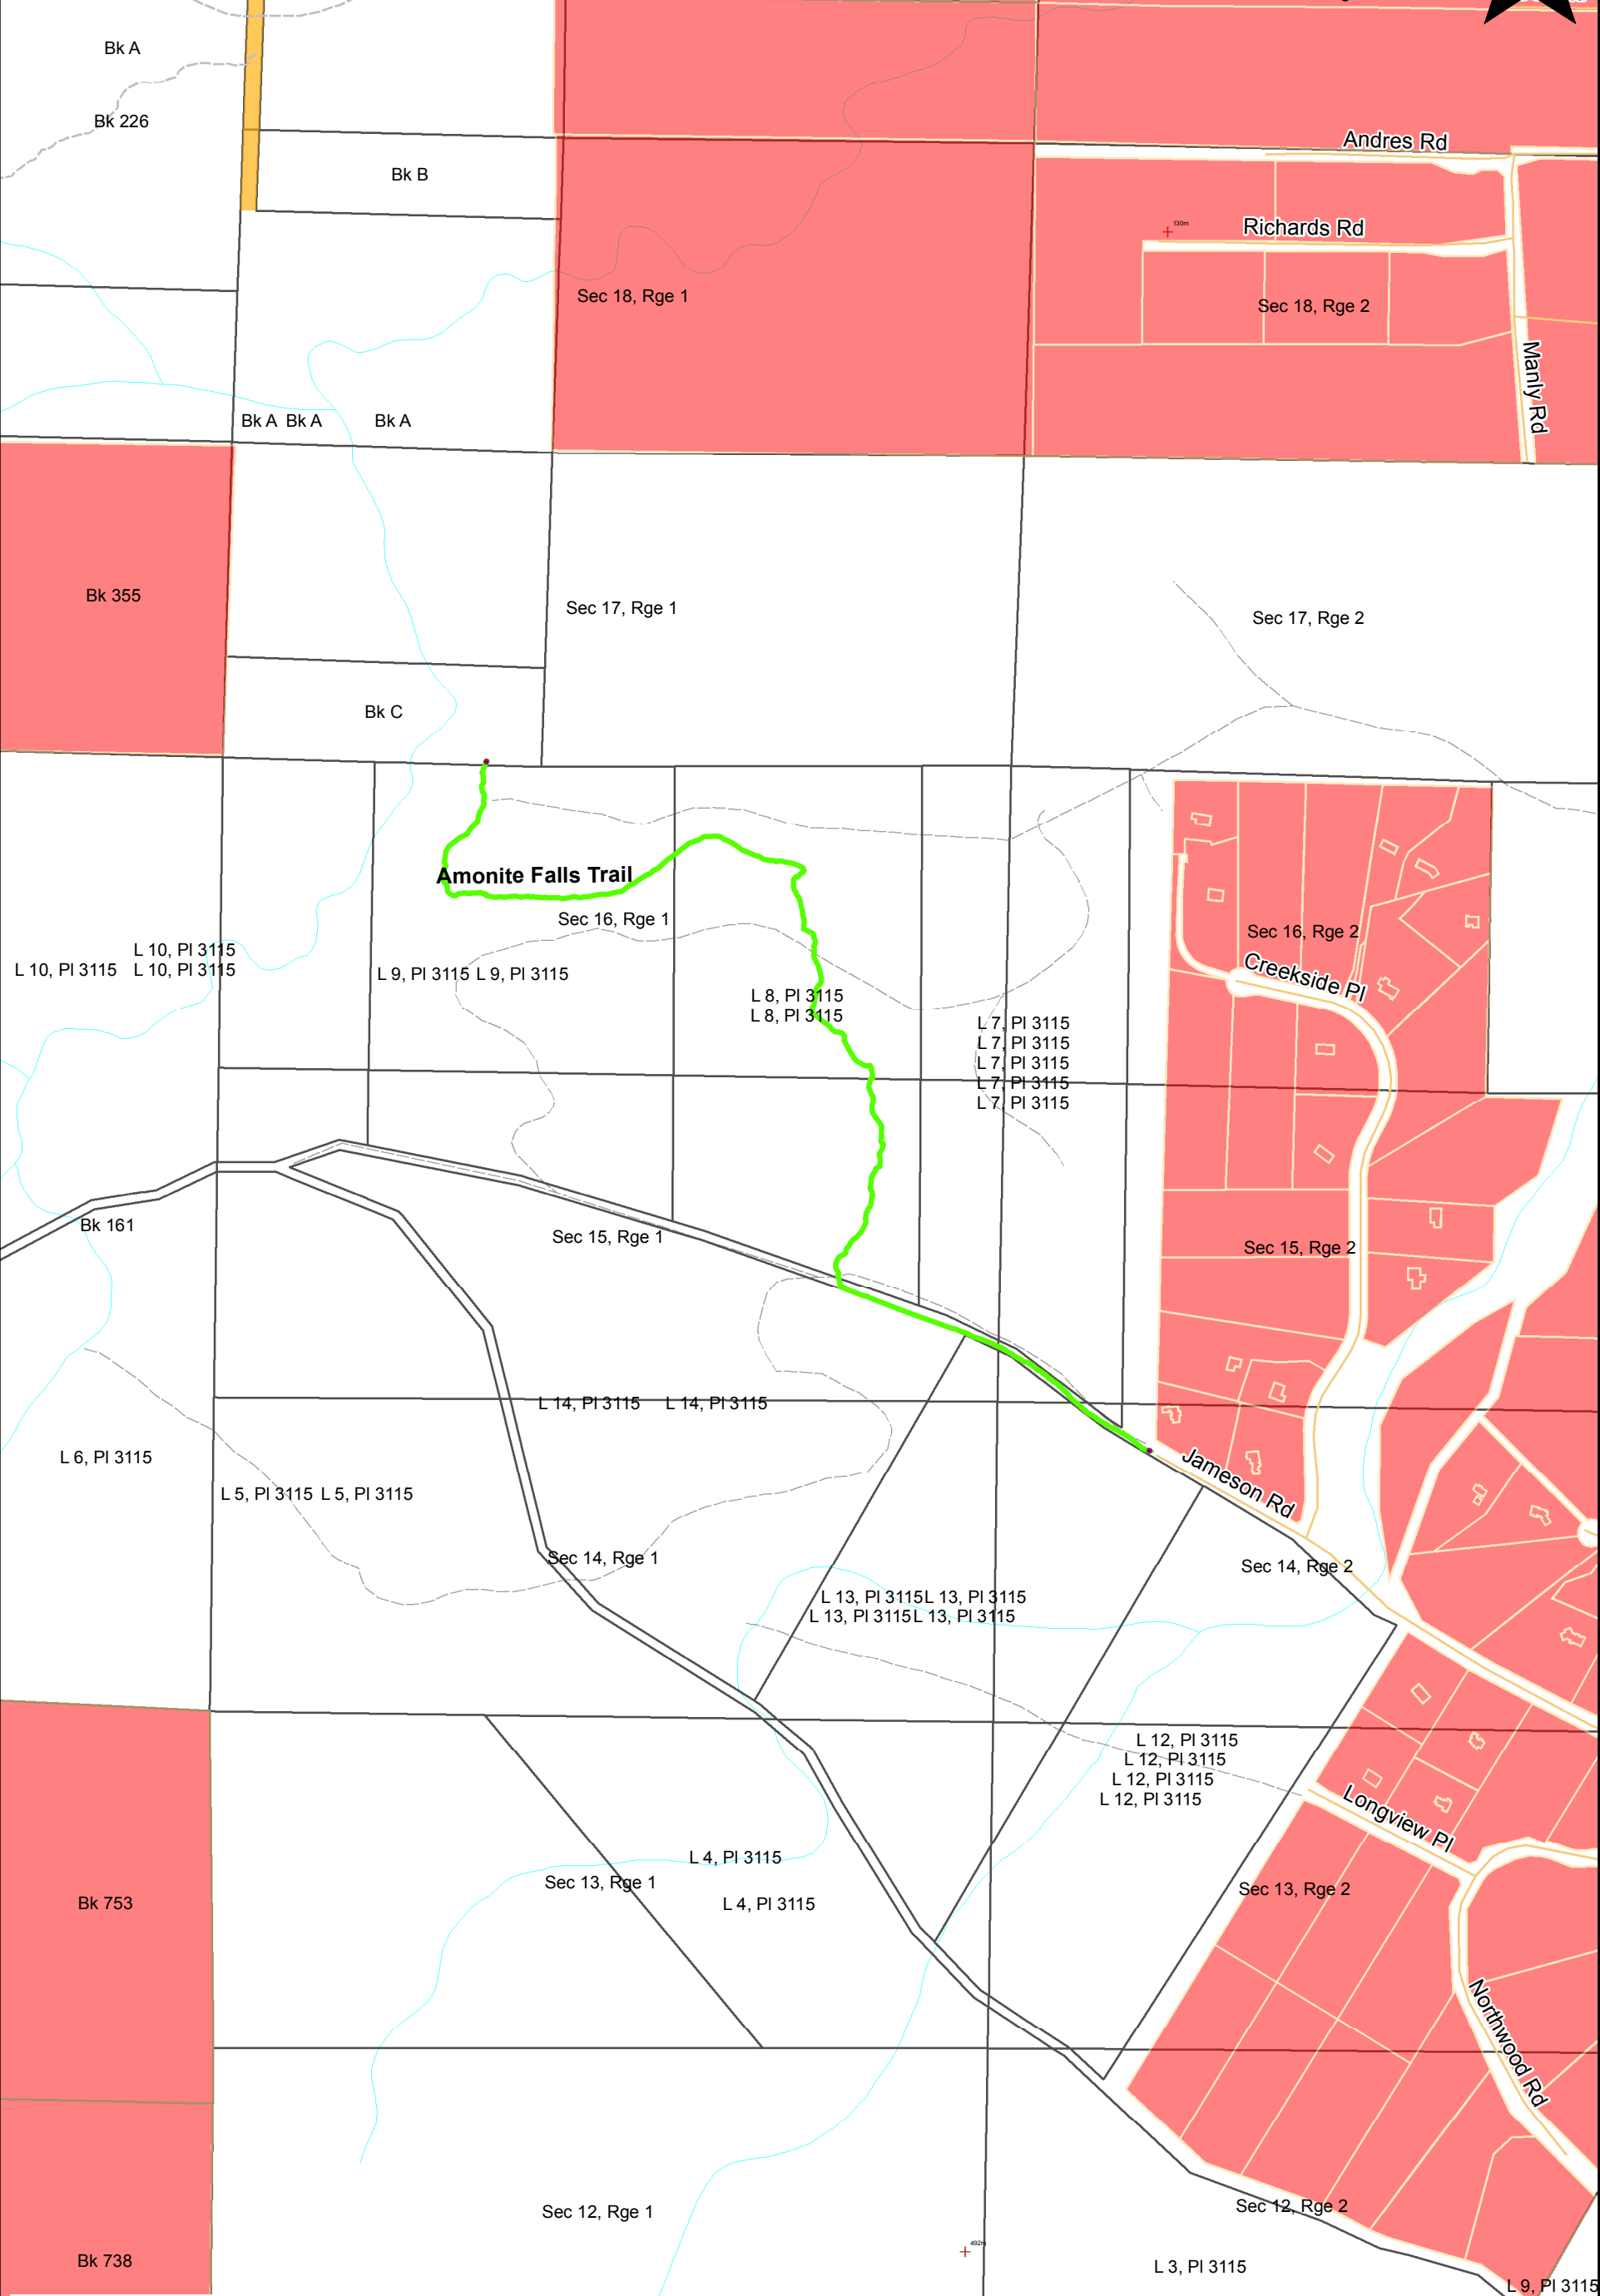 Bk A
Bk 226
Andres Rd
Bk B
130m
Richards Rd
Sec 18, Rge 1
Sec 18, Rge 2
Manly Rd
Bk A Bk A Bk A
Bk 355
Sec 17, Rge 1
Sec 17, Rge 2
Bk C
Amonite Falls Trail
Sec 16, Rge 1
Sec 16, Rge 2
L 10, Pl 3115
L 10, Pl 3115 L 10, Pl 3115
L 9, Pl 3115 L 9, Pl 3115
Creekside Pl
L 8, Pl 3115
L 8, Pl 3115
L 7, Pl 3115
L 7, Pl 3115
L 7, Pl 3115
L 7, Pl 3115
L 7, Pl 3115
Bk 161
Sec 15, Rge 1
Sec 15, Rge 2
L 14, Pl 3115 L 14, Pl 3115
L 6, Pl 3115
Jameson Rd
L 5, Pl 3115 L 5, Pl 3115
Sec 14, Rge 1
Sec 14, Rge 2
L 13, Pl 3115 L 13, Pl 3115
L 13, Pl 3115 L 13, Pl 3115
L 12, Pl 3115
L 12, Pl 3115
L 12, Pl 3115
L 12, Pl 3115
Longview Pl
L 4, Pl 3115
Sec 13, Rge 1
Sec 13, Rge 2
Bk 753
L 4, Pl 3115
Northwood Rd
Sec 12, Rge 1
Sec 12, Rge 2
492m
Bk 738
L 3, Pl 3115
L 9, Pl 3115